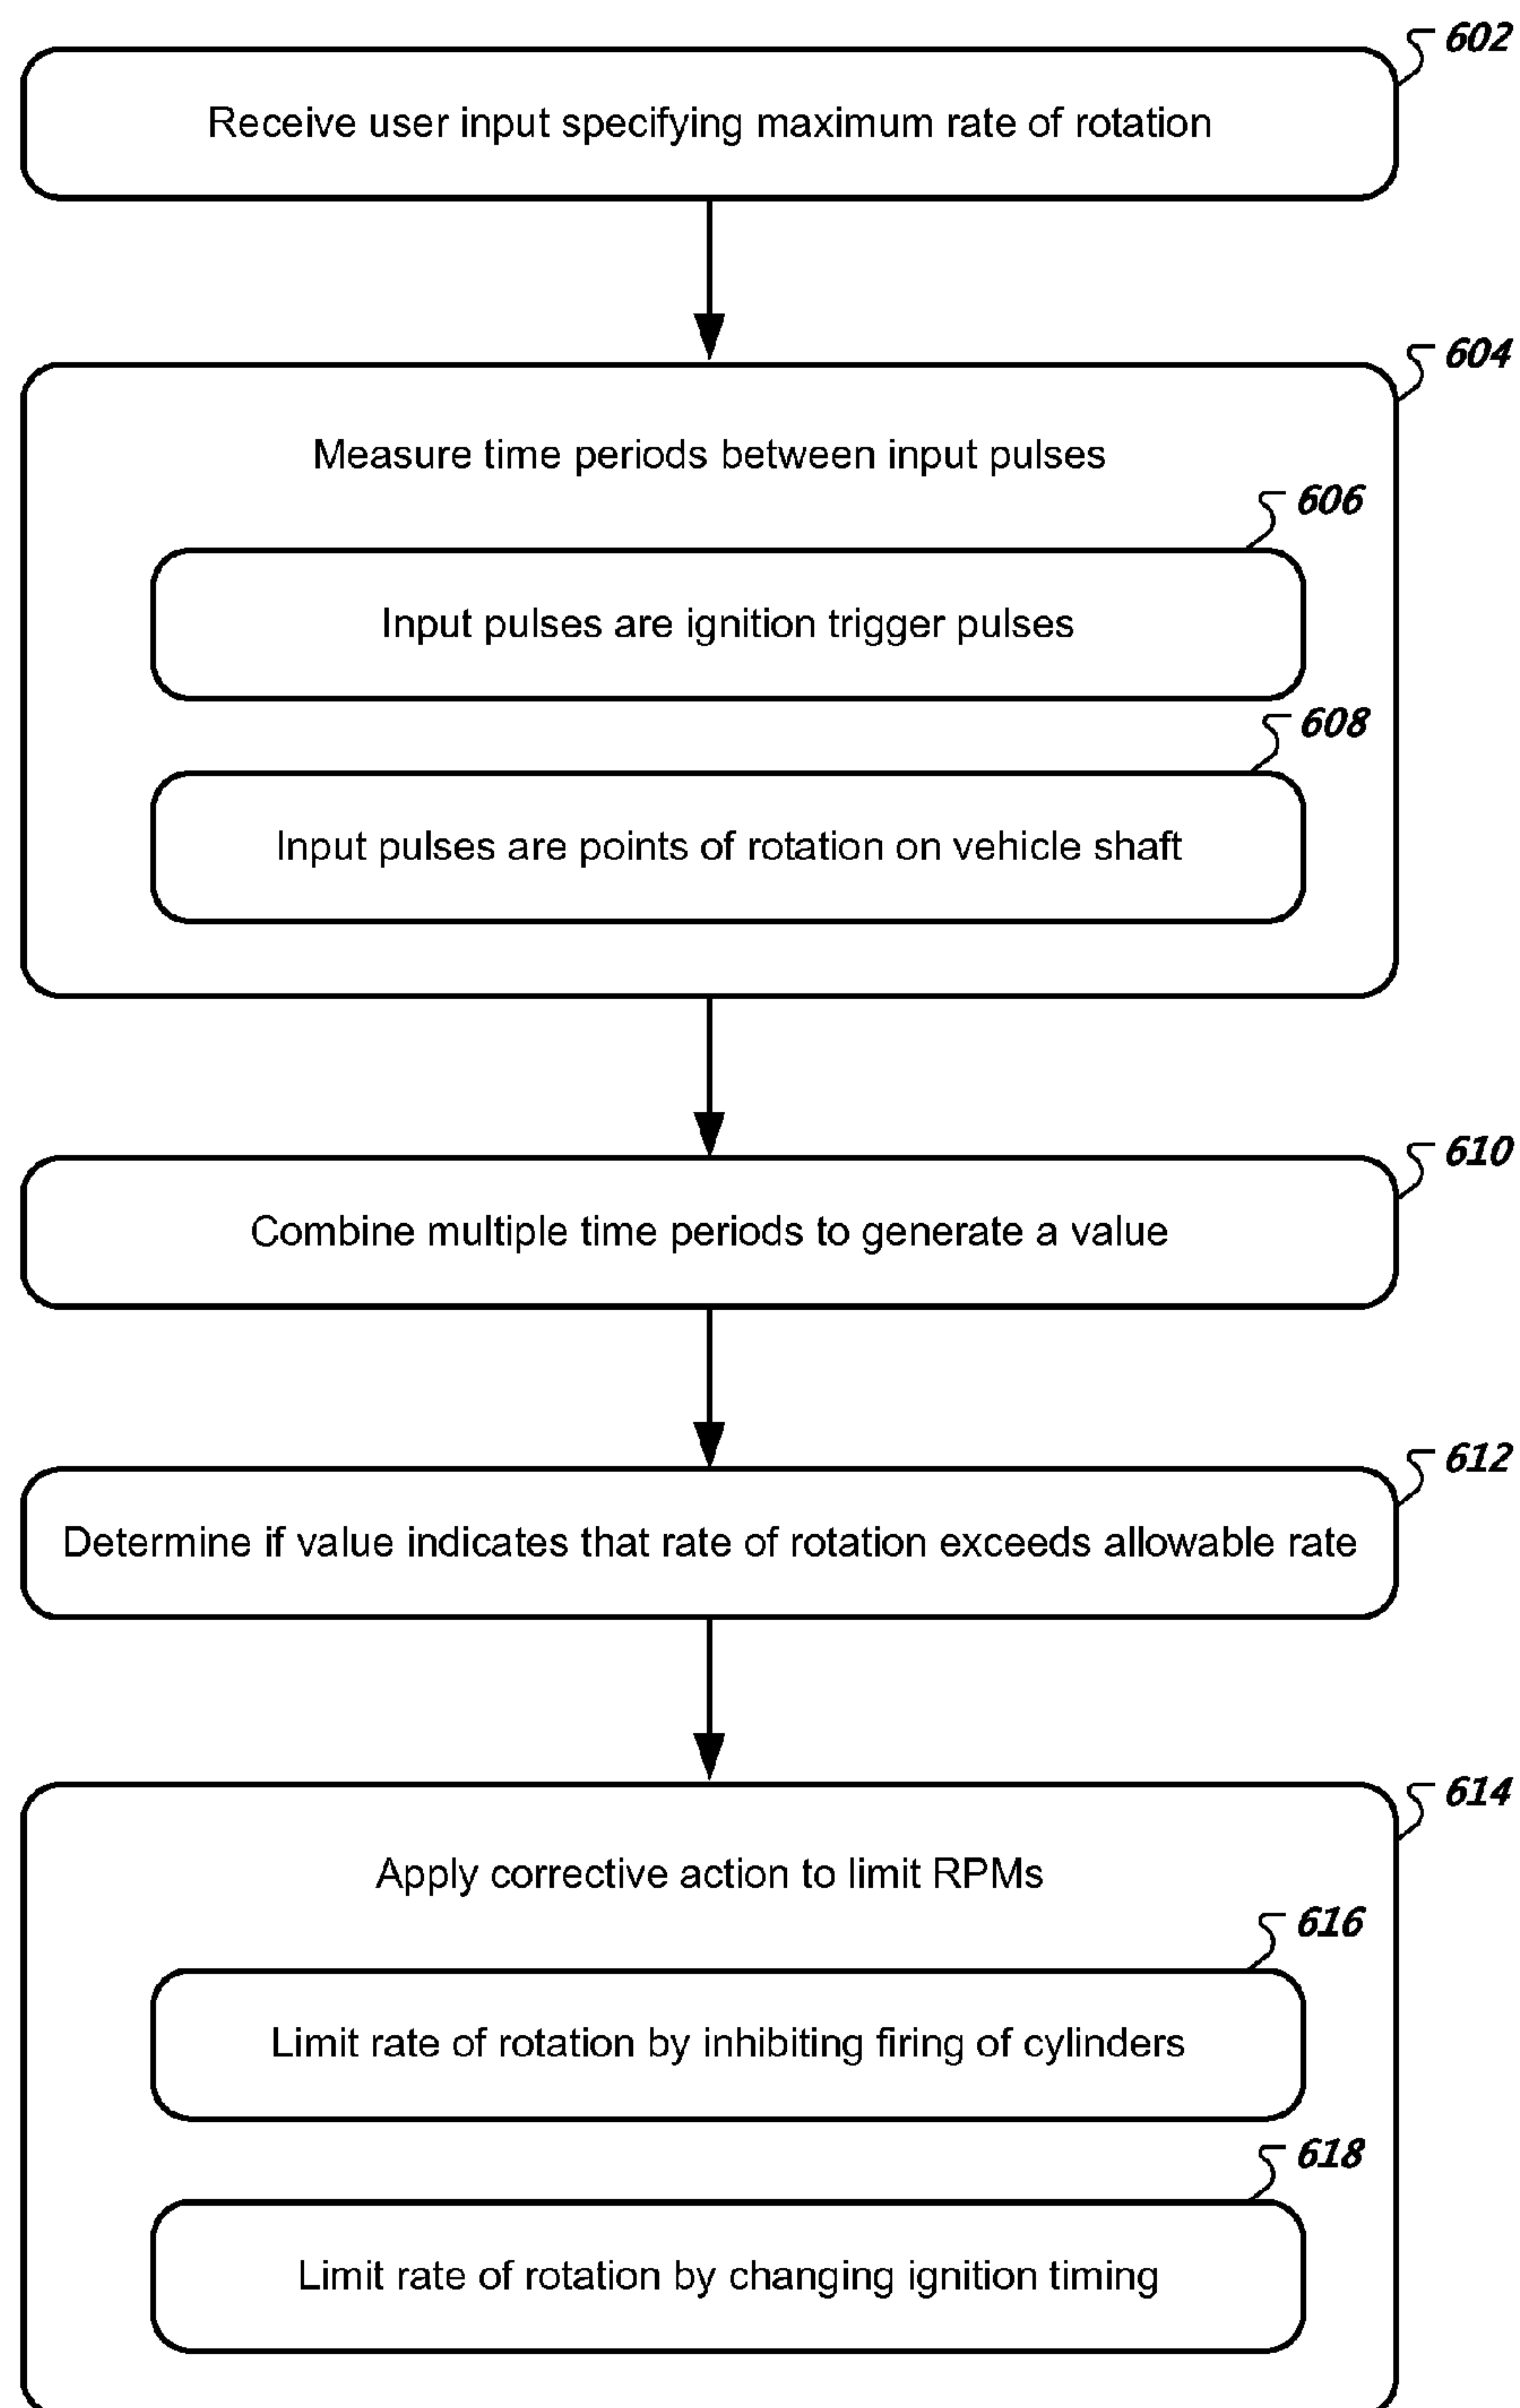 602
Receive user input specifying maximum rate of rotation
604
Measure time periods between input pulses
606
Input pulses are ignition trigger pulses
608
Input pulses are points of rotation on vehicle shaft
610
Combine multiple time periods to generate a value
612
Determine if value indicates that rate of rotation exceeds allowable rate
614
Apply corrective action to limit RPMs
616
Limit rate of rotation by inhibiting firing of cylinders
618
Limit rate of rotation by changing ignition timing